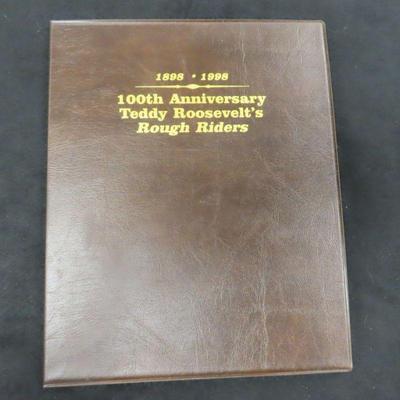 1898 • 1998
100th Anniversary
Teddy Roosevelt's
Rough Riders